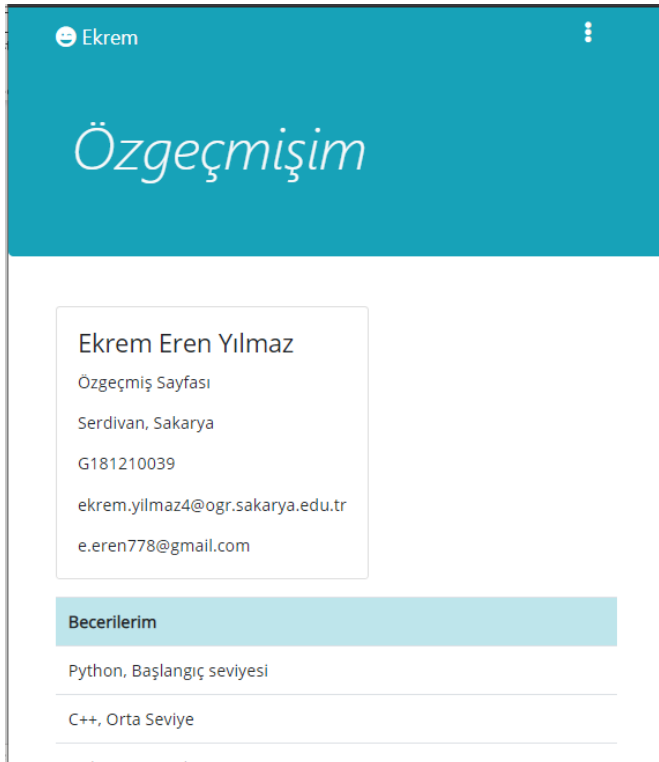 Ekrem
Özgeçmişim
Ekrem Eren Yılmaz
Özgeçmiş Sayfası
Serdivan, Sakarya
G181210039
ekrem.yilmaz4@ogr.sakarya.edu.tr
e.eren778@gmail.com
Becerilerim
Python, Başlangıç seviyesi
C++, Orta Seviye